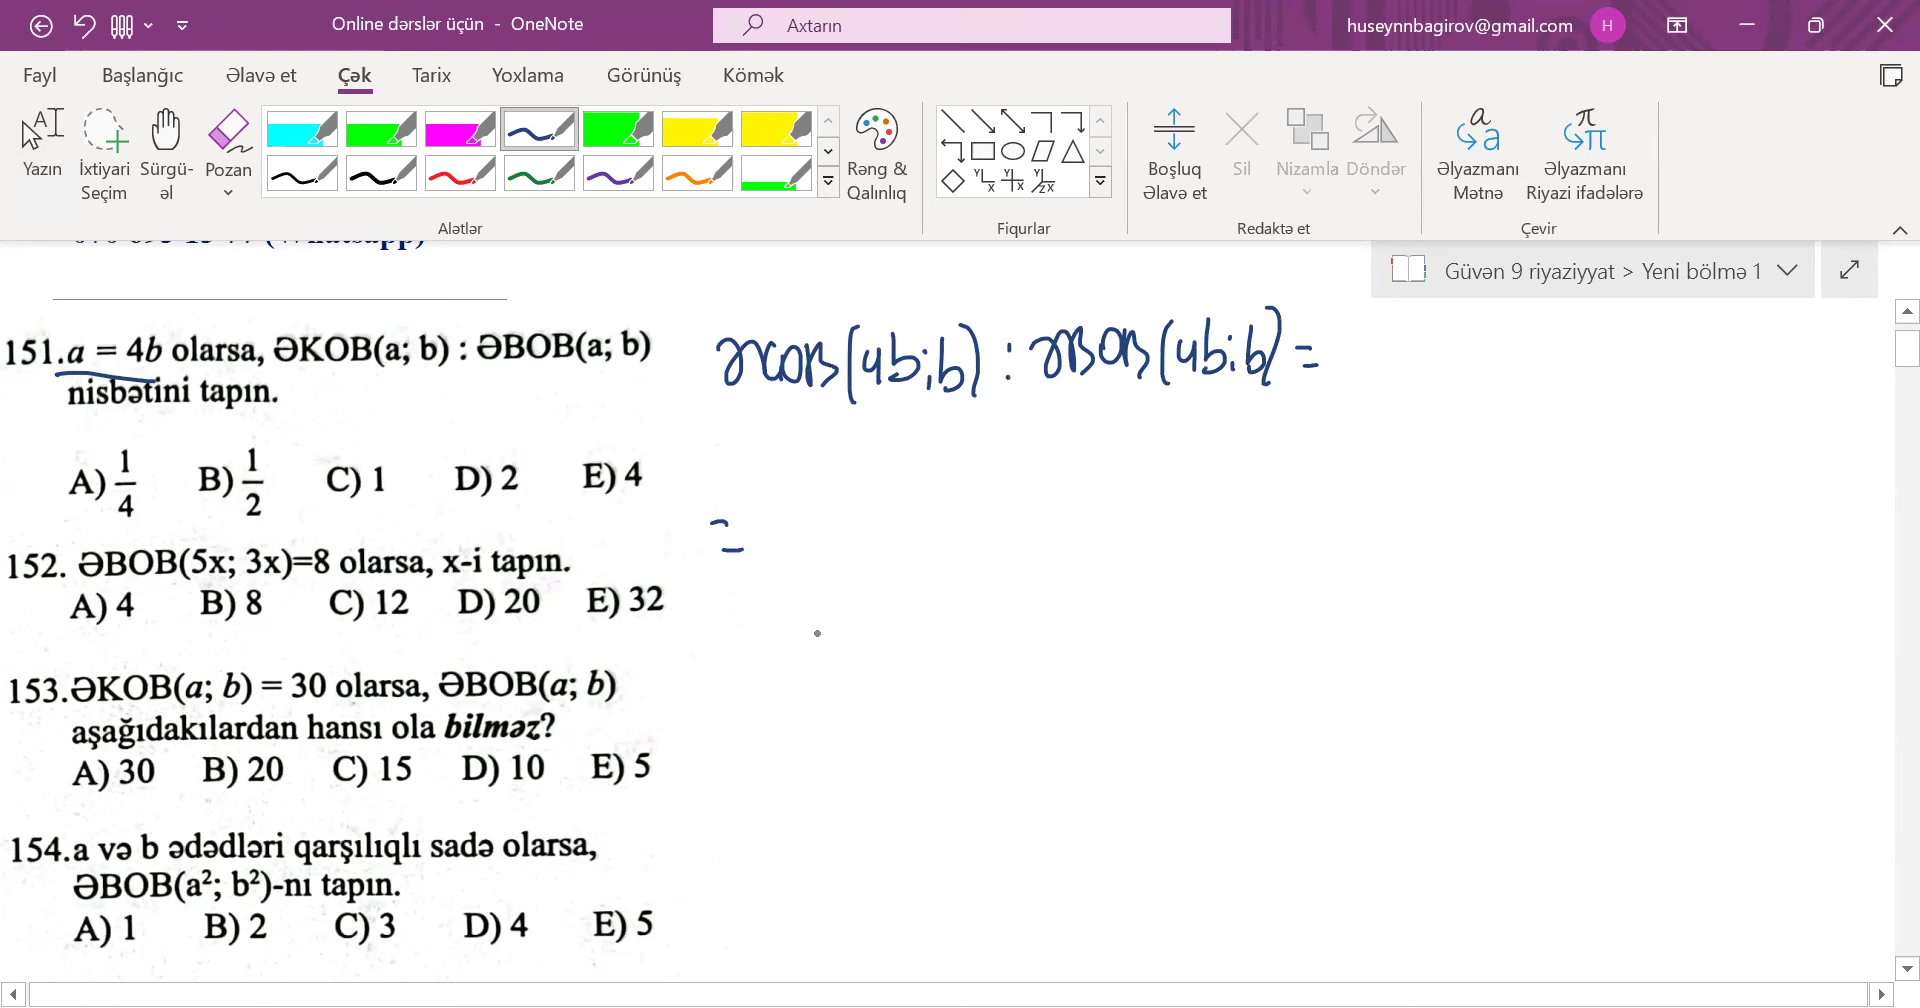 Online dərslər üçün - OneNote
Axtarın
huseynnbagirov@gmail.com
H
Fayl Başlanğıc Əlavə et Çək Tarix Yoxlama Görünüş Kömək
Yazın
İxtiyari Seçim
Sürgü-əl
Pozan
Rəng & Qalınlıq
Boşluq Əlavə et
Sil
Nizamla
Döndər
Əlyazmanı Mətnə
Əlyazmanı Riyazi ifadələrə
Alətlər Fiqurlar Redaktə et Çevir
Güvən 9 riyaziyyat > Yeni bölmə 1
151. a = 4b olarsa, ƏKOB(a; b) : ƏBOB(a; b)
nisbətini tapın.
A) 1/4 B) 1/2 C) 1 D) 2 E) 4
152. ƏBOB(5x; 3x)=8 olarsa, x-i tapın.
A) 4 B) 8 C) 12 D) 20 E) 32
153. ƏKOB(a; b) = 30 olarsa, ƏBOB(a; b)
aşağıdakılardan hansı ola bilməz?
A) 30 B) 20 C) 15 D) 10 E) 5
154. a və b ədədləri qarşılıqlı sadə olarsa,
ƏBOB(a²; b²)-nı tapın.
A) 1 B) 2 C) 3 D) 4 E) 5
ƏKOB(4b;b) : ƏBOB(4b;b) =
=